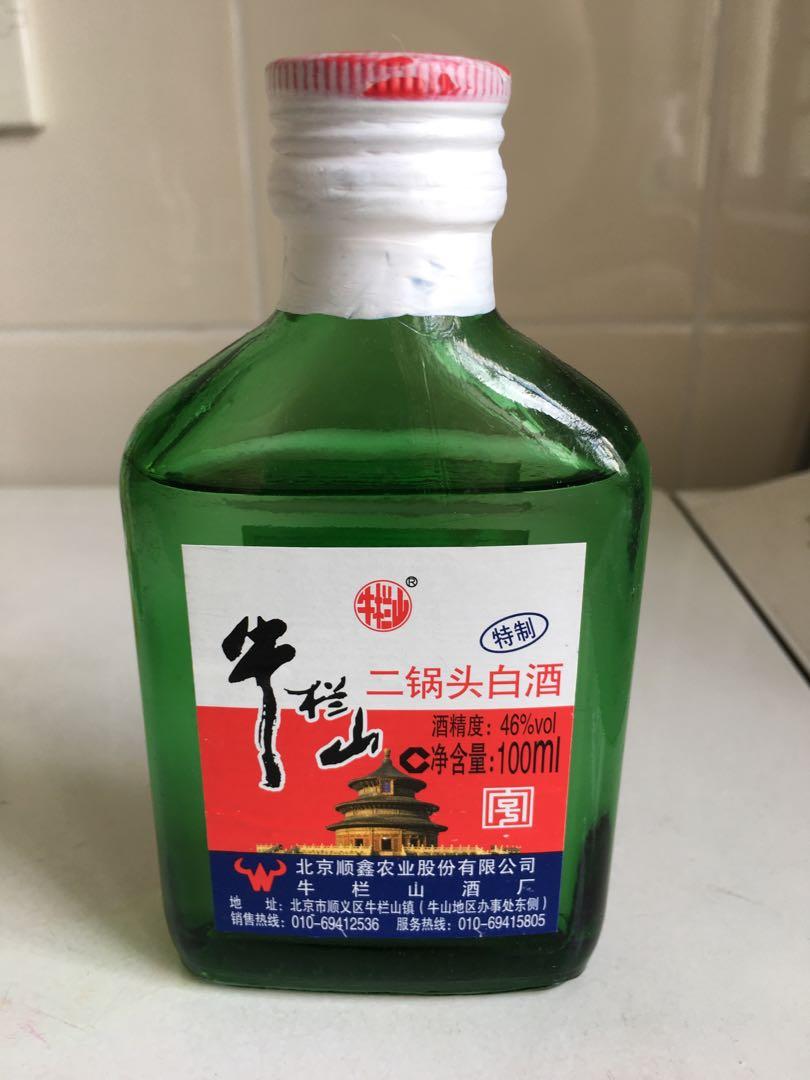 牛栏山®
特制
牛栏山
二锅头白酒
酒精度：46%vol
C净含量:100ml
北京顺鑫农业股份有限公司
牛栏山酒厂
地 址：北京市顺义区牛栏山镇（牛山地区办事处东侧）
销售热线：010-69412536 服务热线：010-69415805